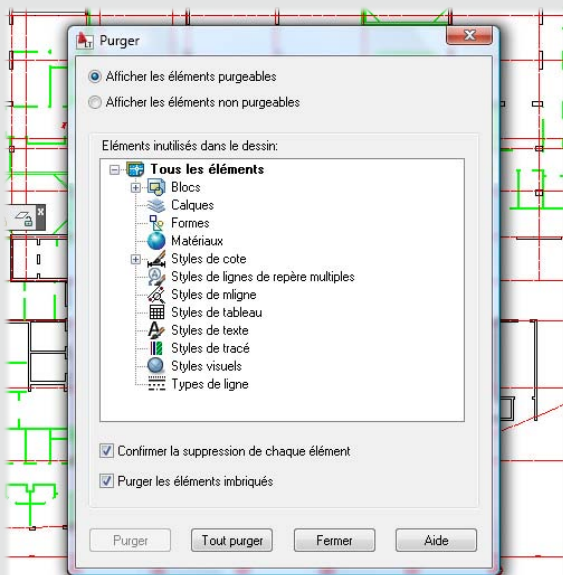 LT Purger
Afficher les éléments purgeables
Afficher les éléments non purgeables
Eléments inutilisés dans le dessin:
Tous les éléments
Blocs
Calques
Formes
Matériaux
Styles de cote
Styles de lignes de repère multiples
Styles de mligne
Styles de tableau
Styles de texte
Styles de tracé
Styles visuels
Types de ligne
Confirmer la suppression de chaque élément
Purger les éléments imbriqués
Purger Tout purger Fermer Aide